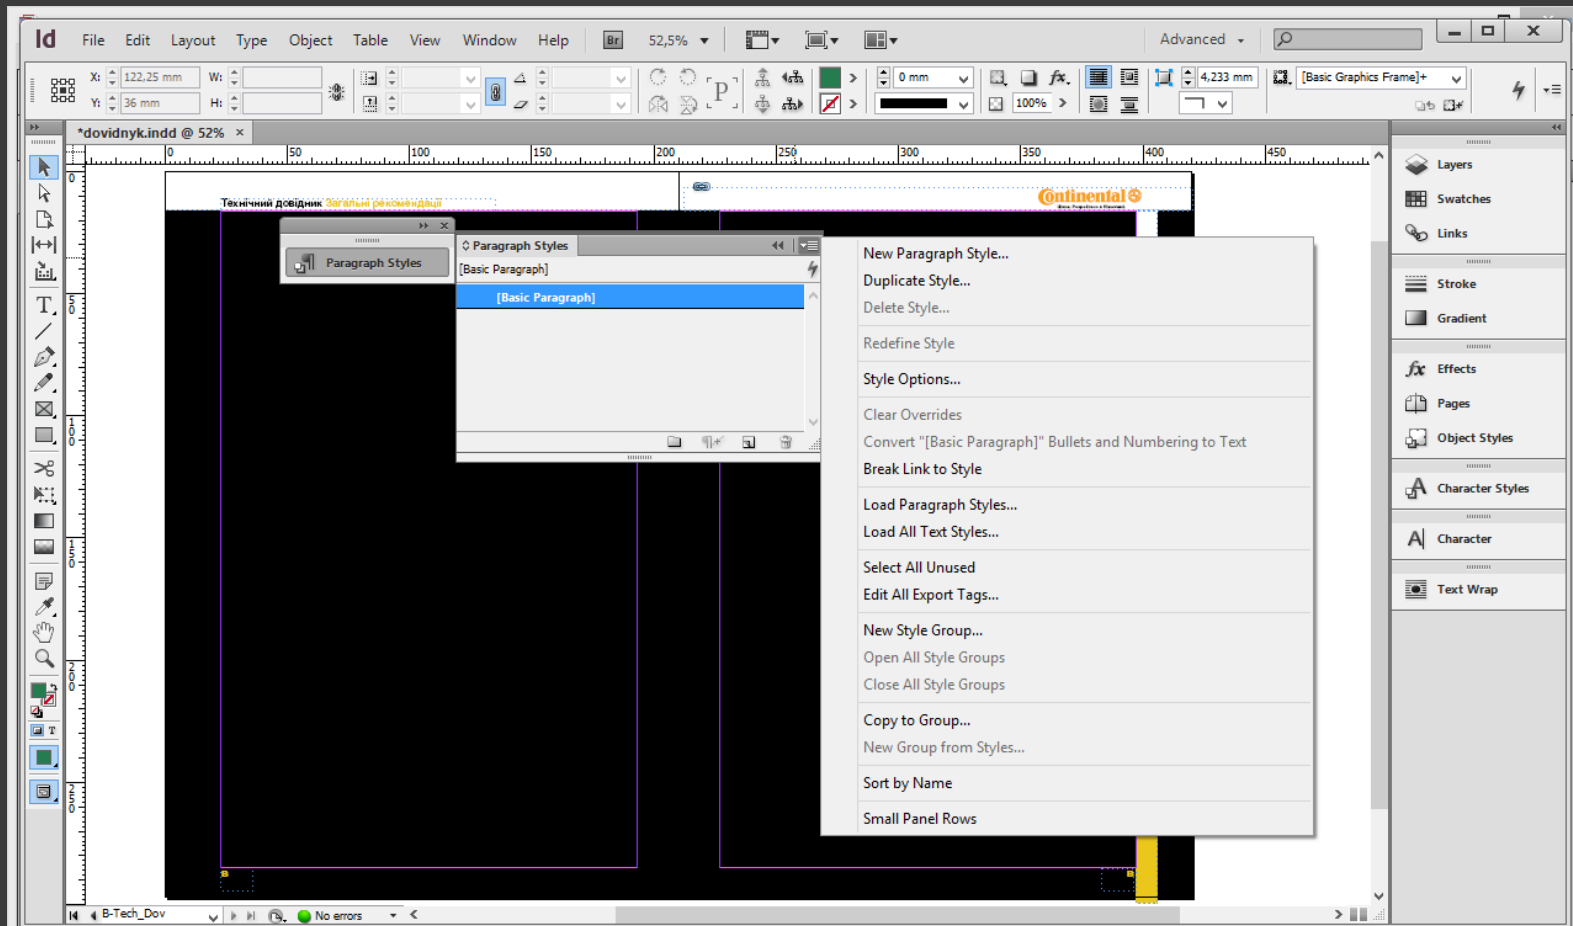 Id File Edit Layout Type Object Table View Window Help Br 52,5% Advanced
X: 122,25 mm W: 0 mm 4,233 mm [Basic Graphics Frame]+
Y: 36 mm H: P 100%
*dovidnyk.indd @ 52% ×
0 50 100 150 200 250 300 350 400 450
Технічний довідник Загальні рекомендації
Continental
Paragraph Styles
Paragraph Styles
[Basic Paragraph]
[Basic Paragraph]
New Paragraph Style...
Duplicate Style...
Delete Style...
Redefine Style
Style Options...
Clear Overrides
Convert "[Basic Paragraph]" Bullets and Numbering to Text
Break Link to Style
Load Paragraph Styles...
Load All Text Styles...
Select All Unused
Edit All Export Tags...
New Style Group...
Open All Style Groups
Close All Style Groups
Copy to Group...
New Group from Styles...
Sort by Name
Small Panel Rows
Layers
Swatches
Links
Stroke
Gradient
fx Effects
Pages
Object Styles
Character Styles
Character
Text Wrap
0
50
100
150
200
250
B B
B-Tech_Dov No errors